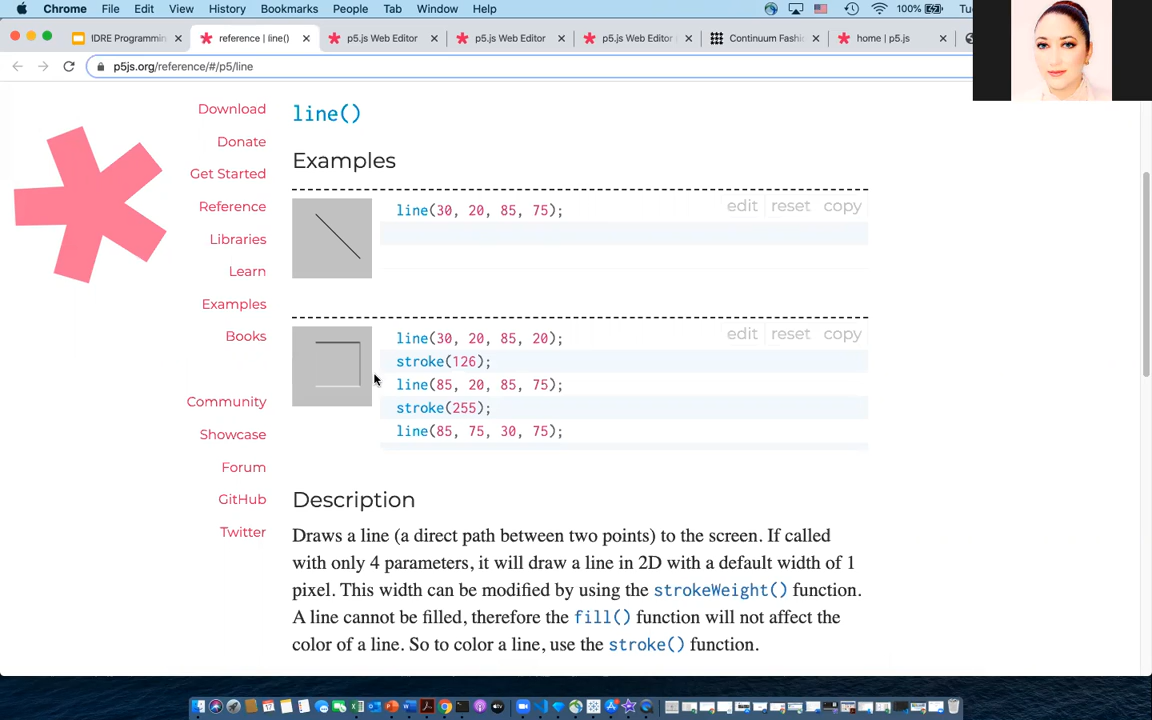 Chrome File Edit View History Bookmarks People Tab Window Help 100% Tu
IDRE Programmin reference | line() p5.js Web Editor p5.js Web Editor p5.js Web Editor Continuum Fashi home | p5.js
p5js.org/reference/#/p5/line
Download
Donate
Get Started
Reference
Libraries
Learn
Examples
Books
Community
Showcase
Forum
GitHub
Twitter
line()
Examples
line(30, 20, 85, 75);
edit reset copy
line(30, 20, 85, 20);
edit reset copy
stroke(126);
line(85, 20, 85, 75);
stroke(255);
line(85, 75, 30, 75);
Description
Draws a line (a direct path between two points) to the screen. If called
with only 4 parameters, it will draw a line in 2D with a default width of 1
pixel. This width can be modified by using the strokeWeight() function.
A line cannot be filled, therefore the fill() function will not affect the
color of a line. So to color a line, use the stroke() function.